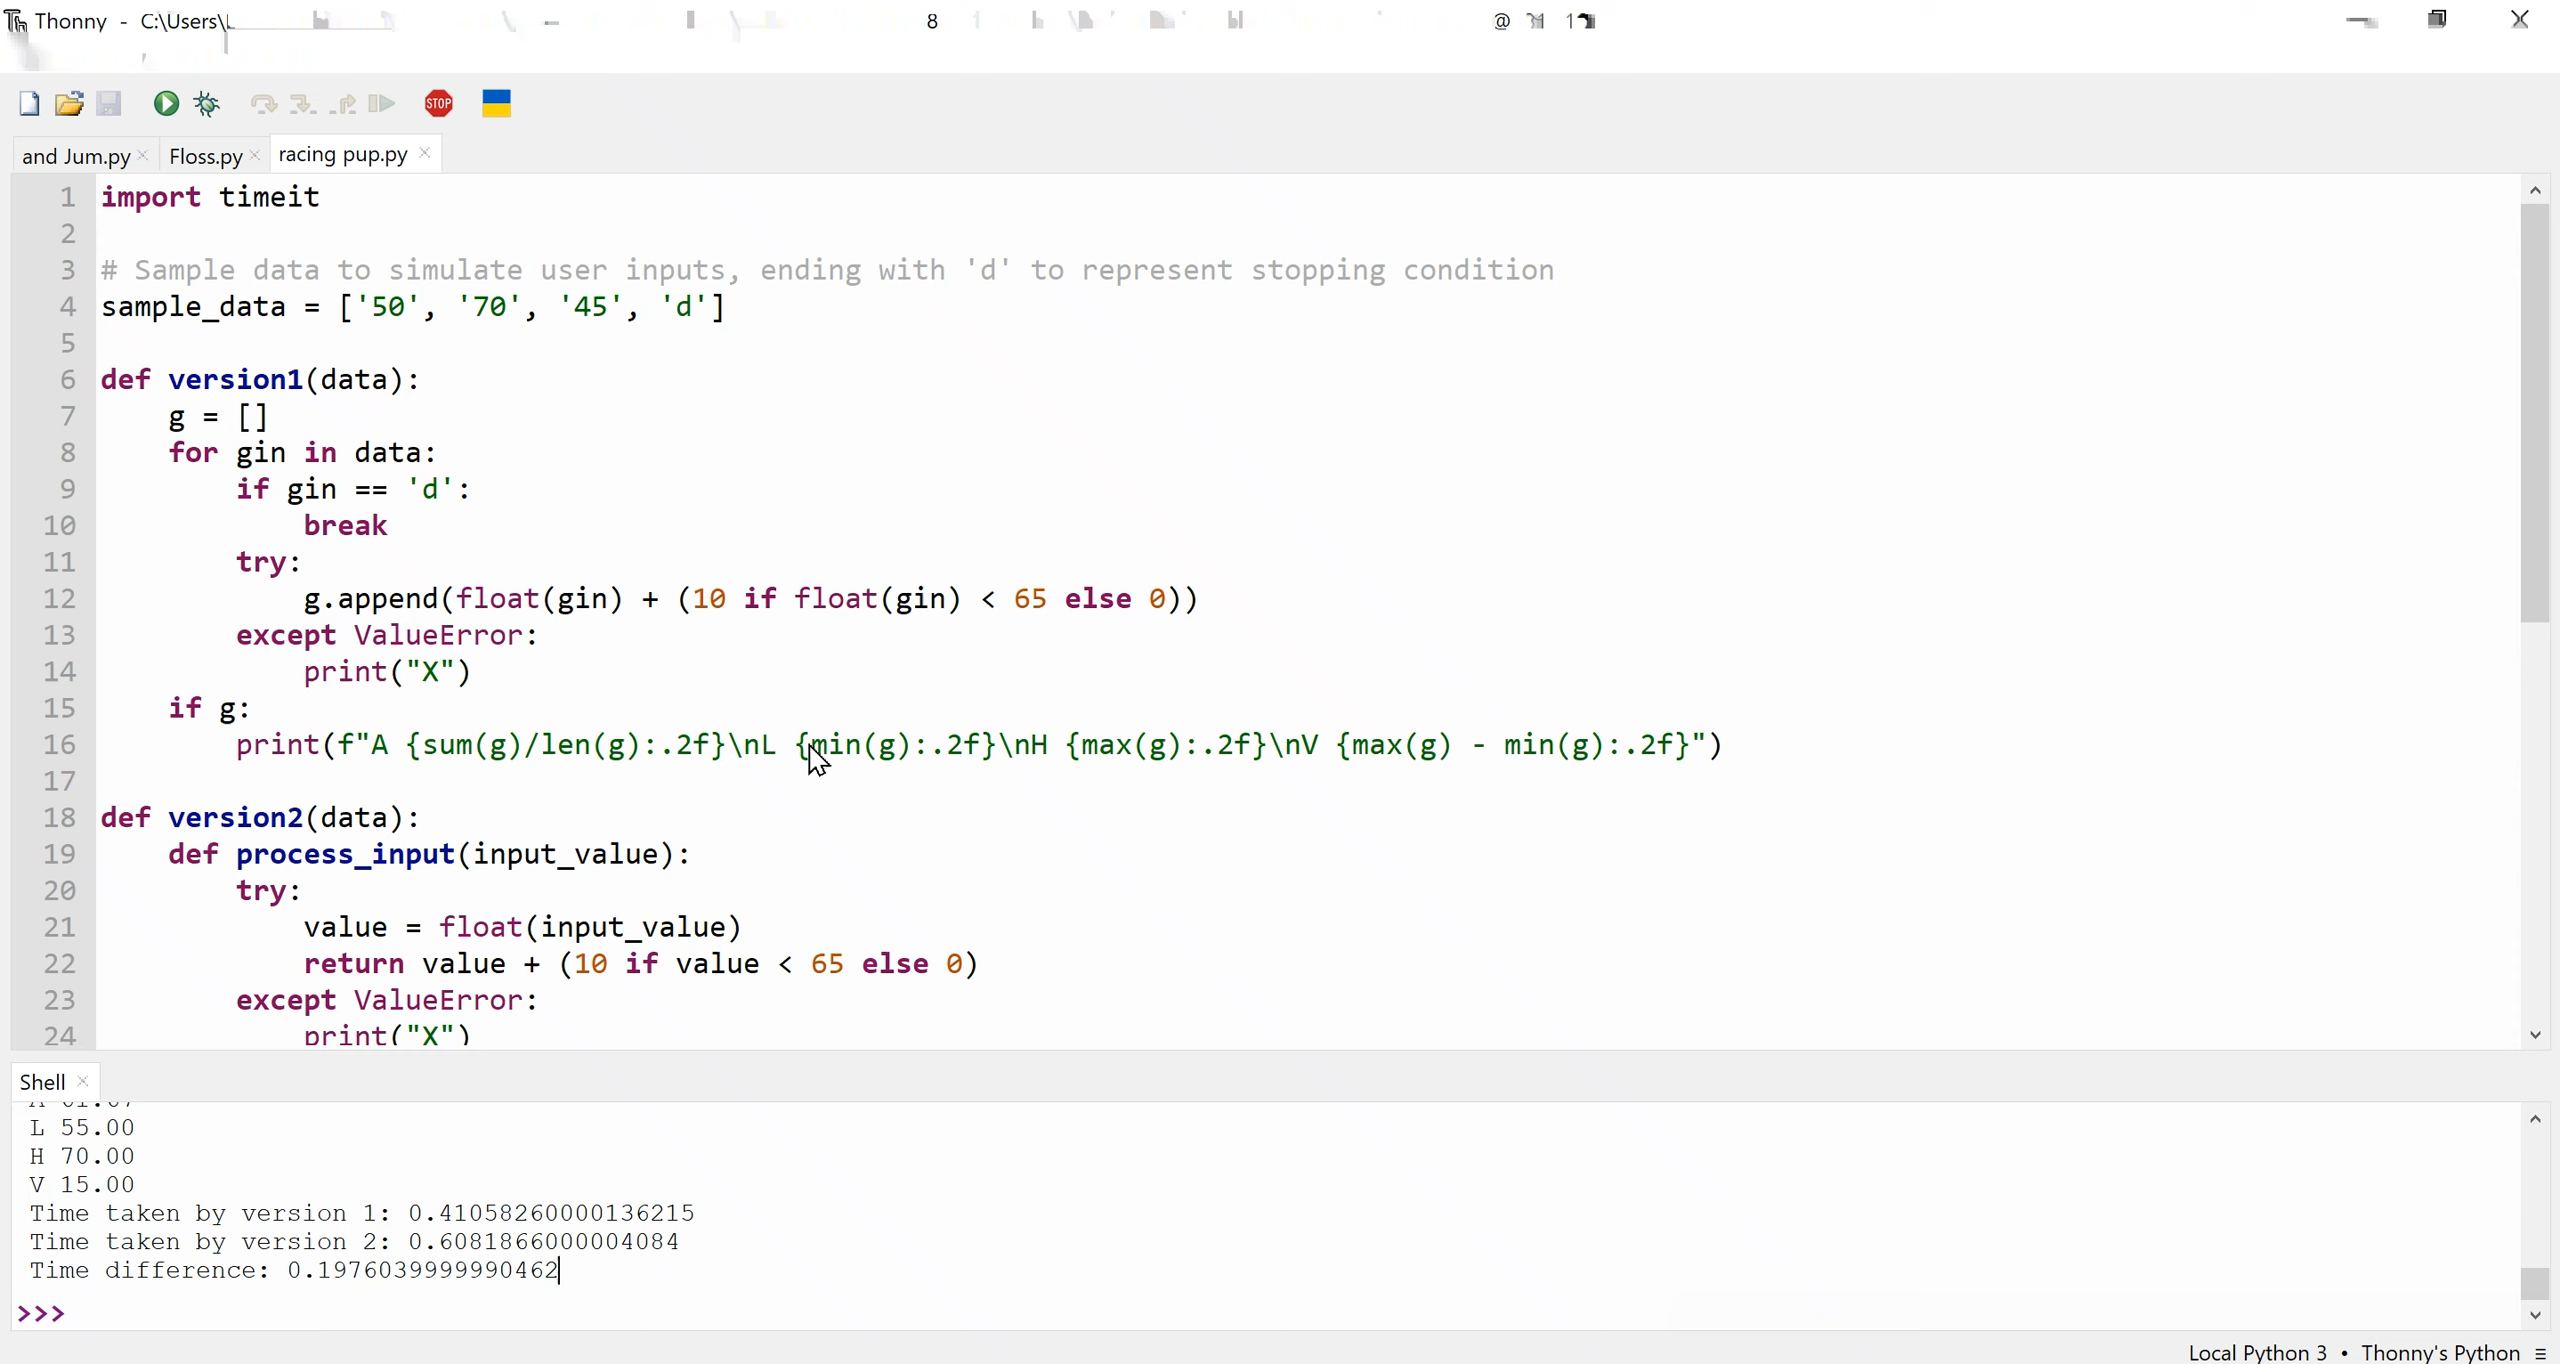 Thonny - C:\Users\
and Jum.py
Floss.py
racing pup.py
1 import timeit
2
3 # Sample data to simulate user inputs, ending with 'd' to represent stopping condition
4 sample_data = ['50', '70', '45', 'd']
5
6 def version1(data):
7     g = []
8     for gin in data:
9         if gin == 'd':
10             break
11         try:
12             g.append(float(gin) + (10 if float(gin) < 65 else 0))
13         except ValueError:
14             print("X")
15     if g:
16         print(f"A {sum(g)/len(g):.2f}\nL {min(g):.2f}\nH {max(g):.2f}\nV {max(g) - min(g):.2f}")
17
18 def version2(data):
19     def process_input(input_value):
20         try:
21             value = float(input_value)
22             return value + (10 if value < 65 else 0)
23         except ValueError:
24             print("X")
Shell
L 55.00
H 70.00
V 15.00
Time taken by version 1: 0.41058260000136215
Time taken by version 2: 0.6081866000004084
Time difference: 0.1976039999990462
>>>
Local Python 3 • Thonny's Python ≡